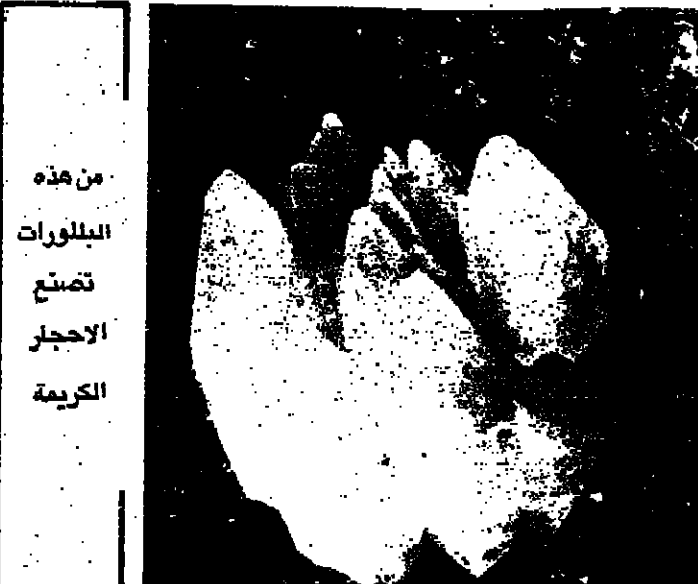 من هذه
البللورات
تصنع
الاحجار
الكريمة